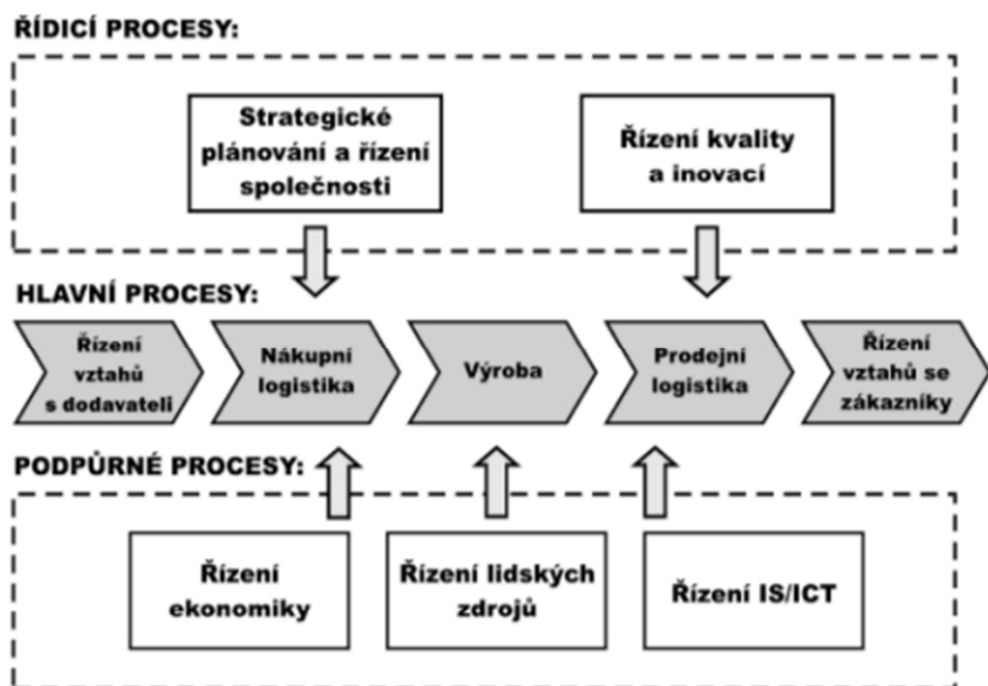 ŘÍDICÍ PROCESY:
Strategické
plánování a řízení
společnosti
Řízení kvality
a inovací
HLAVNÍ PROCESY:
Řízení
vztahů
s dodavateli
Nákupní
logistika
Výroba
Prodejní
logistika
Řízení
vztahů se
zákazníky
PODPŮRNÉ PROCESY:
Řízení
ekonomiky
Řízení lidských
zdrojů
Řízení IS/ICT